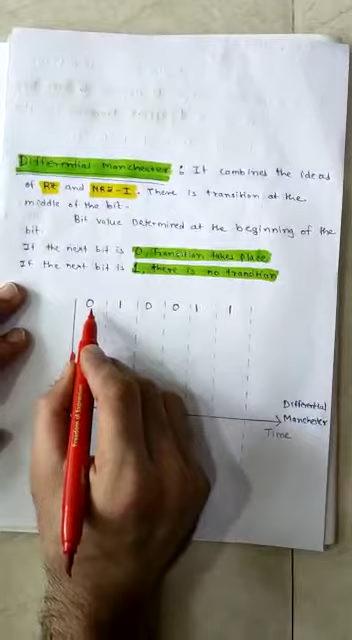 Differential Manchester : It combines the ideas
of RZ and NRZ-I. There is transition at the
middle of the bit.
Bit value Determined at the beginning of the
bit.
If the next bit is 0, Transition takes place
If the next bit is 1, there is no transition
0 1 0 0 1 1
Differential
Manchester
Time